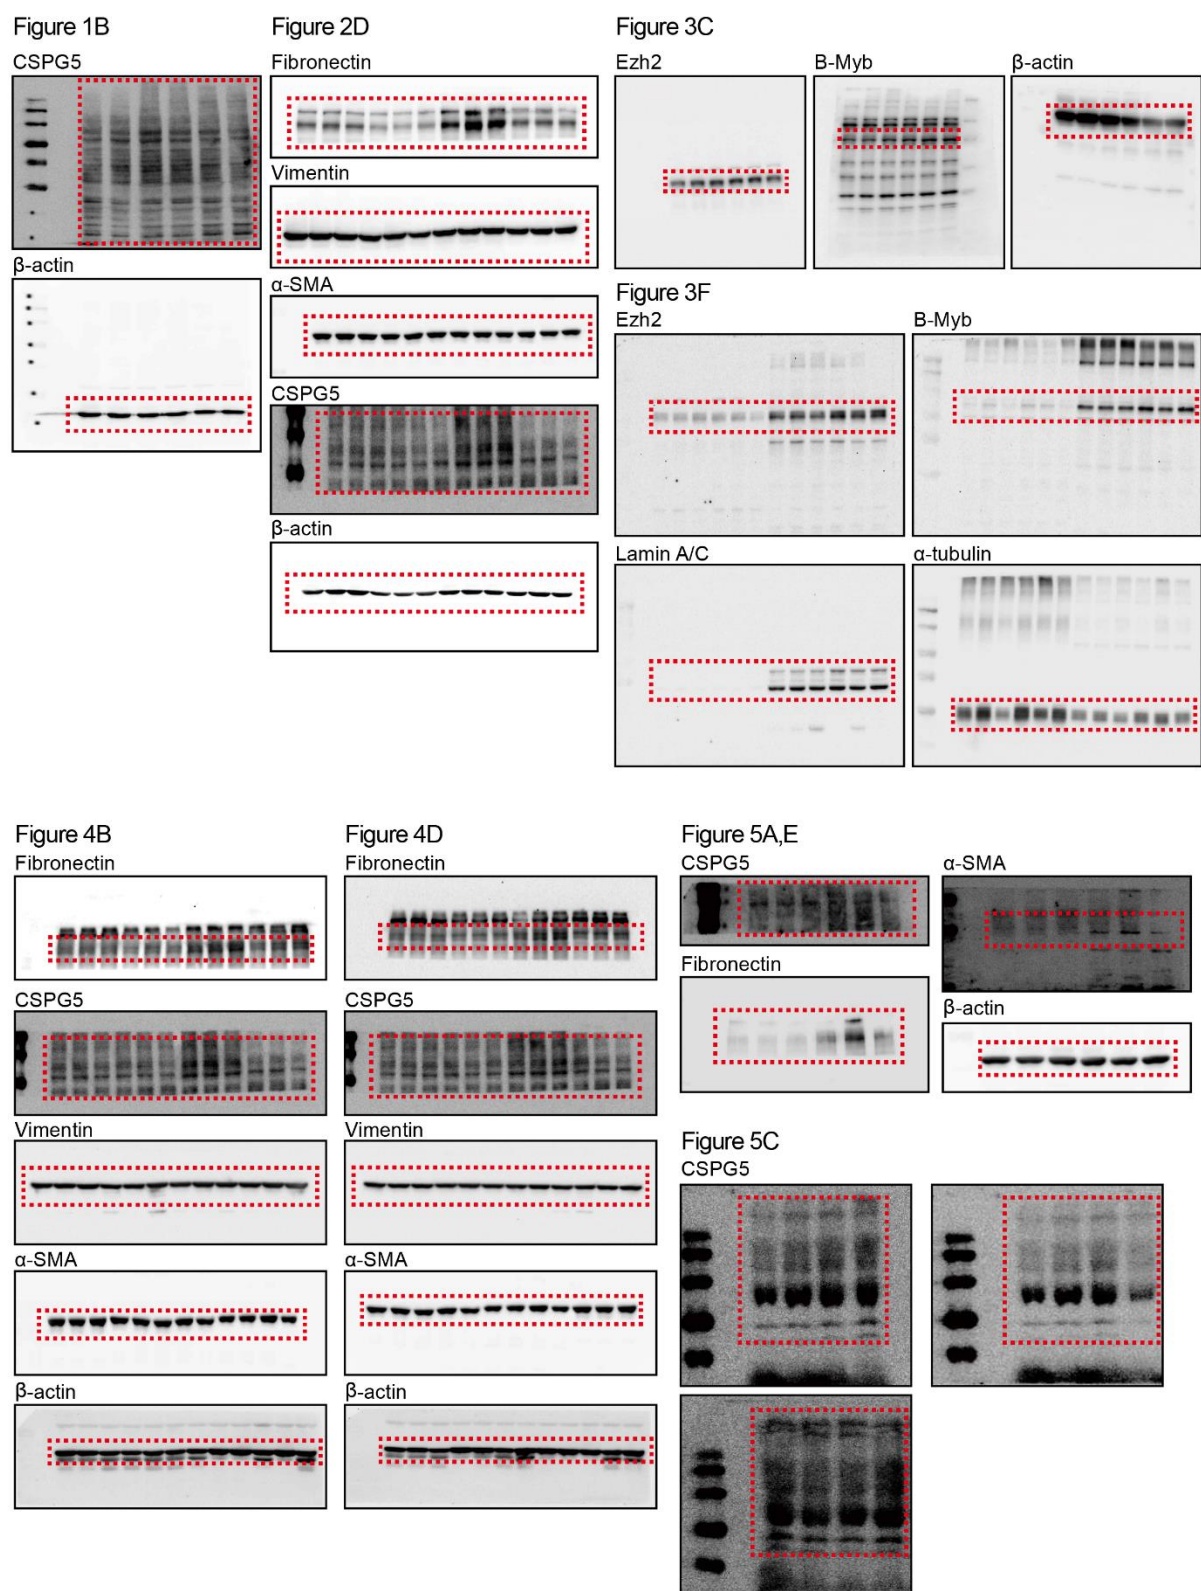 Figure 1B
CSPG5
β-actin
Figure 2D
Fibronectin
Vimentin
α-SMA
CSPG5
β-actin
Figure 3C
Ezh2
B-Myb
β-actin
Figure 3F
Ezh2
B-Myb
Lamin A/C
α-tubulin
Figure 4B
Fibronectin
CSPG5
Vimentin
α-SMA
β-actin
Figure 4D
Fibronectin
CSPG5
Vimentin
α-SMA
β-actin
Figure 5A,E
CSPG5
α-SMA
Fibronectin
β-actin
Figure 5C
CSPG5